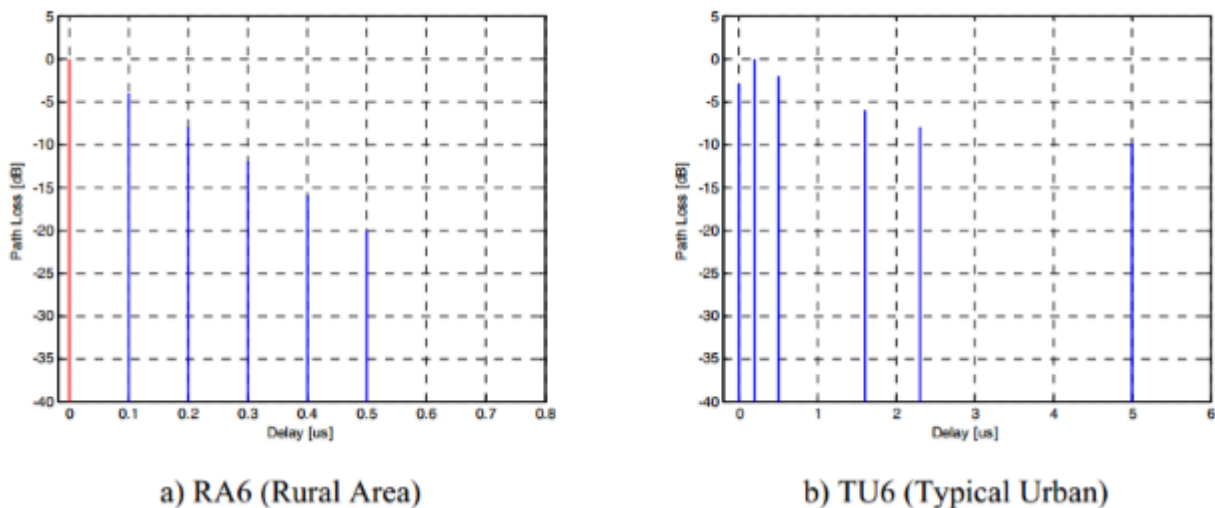 5
0
-5
-10
-15
-20
-25
-30
-35
-40
Path Loss [dB]
0 0.1 0.2 0.3 0.4 0.5 0.6 0.7 0.8
Delay [us]
a) RA6 (Rural Area)
5
0
-5
-10
-15
-20
-25
-30
-35
-40
Path Loss [dB]
0 1 2 3 4 5 6
Delay [us]
b) TU6 (Typical Urban)